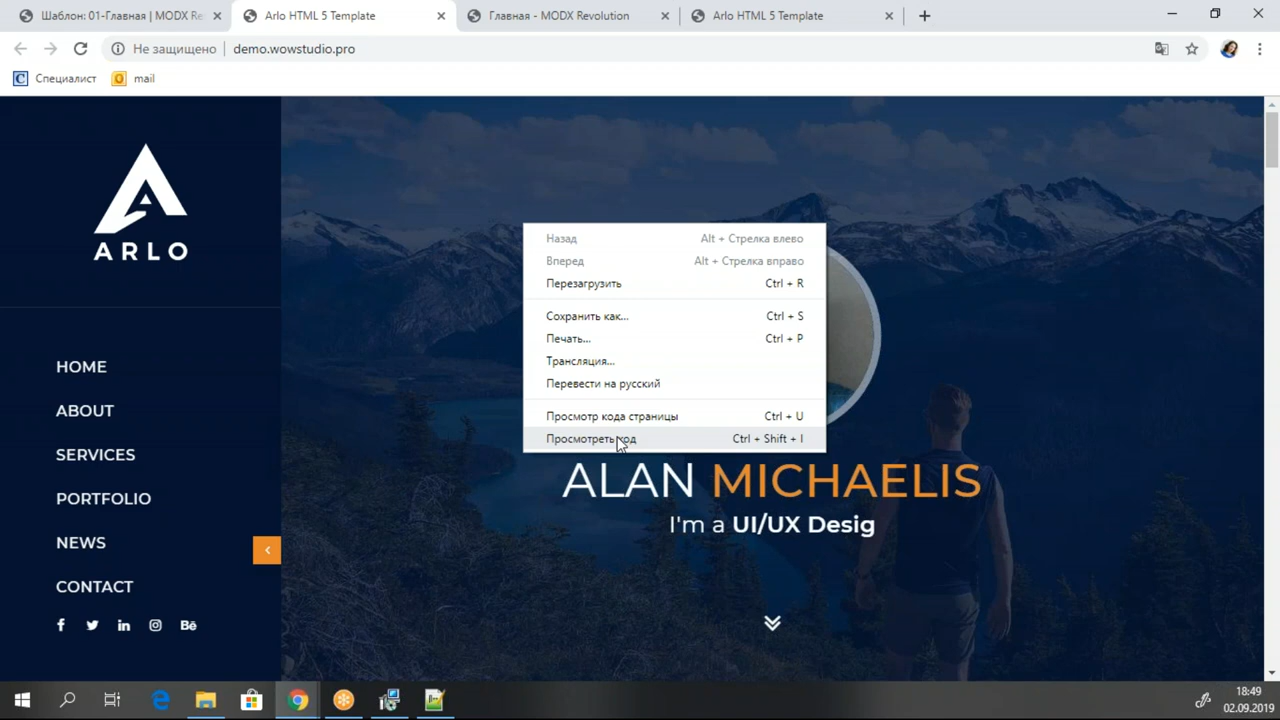 Шаблон: 01-Главная | MODX Re
Arlo HTML 5 Template
Главная - MODX Revolution
Arlo HTML 5 Template
Не защищено
demo.wowstudio.pro
Специалист
mail
ARLO
HOME
ABOUT
SERVICES
PORTFOLIO
NEWS
CONTACT
Bē
Назад Alt + Стрелка влево
Вперед Alt + Стрелка вправо
Перезагрузить Ctrl + R
Сохранить как... Ctrl + S
Печать... Ctrl + P
Трансляция...
Перевести на русский
Просмотр кода страницы Ctrl + U
Просмотреть код Ctrl + Shift + I
ALAN MICHAELIS
I'm a UI/UX Desig
18:49
02.09.2019